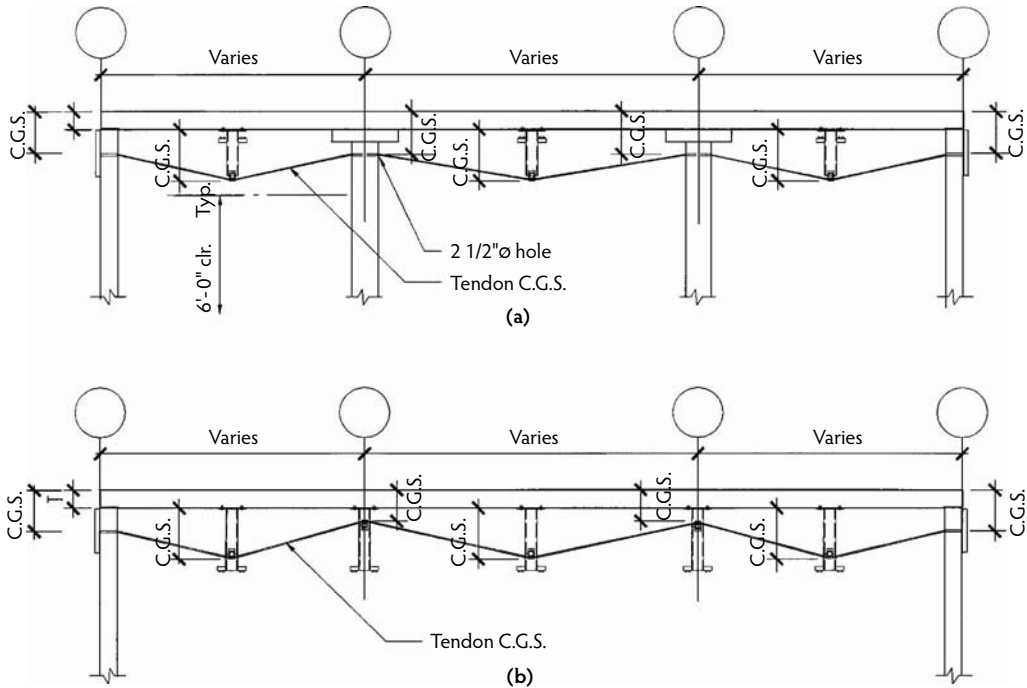 Varies Varies Varies
C.G.S.
C.G.S.
C.G.S.
C.G.S.
C.G.S.
C.G.S.
C.G.S.
Typ.
6'-0" clr.
2 1/2"ø hole
Tendon C.G.S.
(a)
Varies Varies Varies
C.G.S.
T
C.G.S.
C.G.S.
C.G.S.
C.G.S.
C.G.S.
C.G.S.
Tendon C.G.S.
(b)